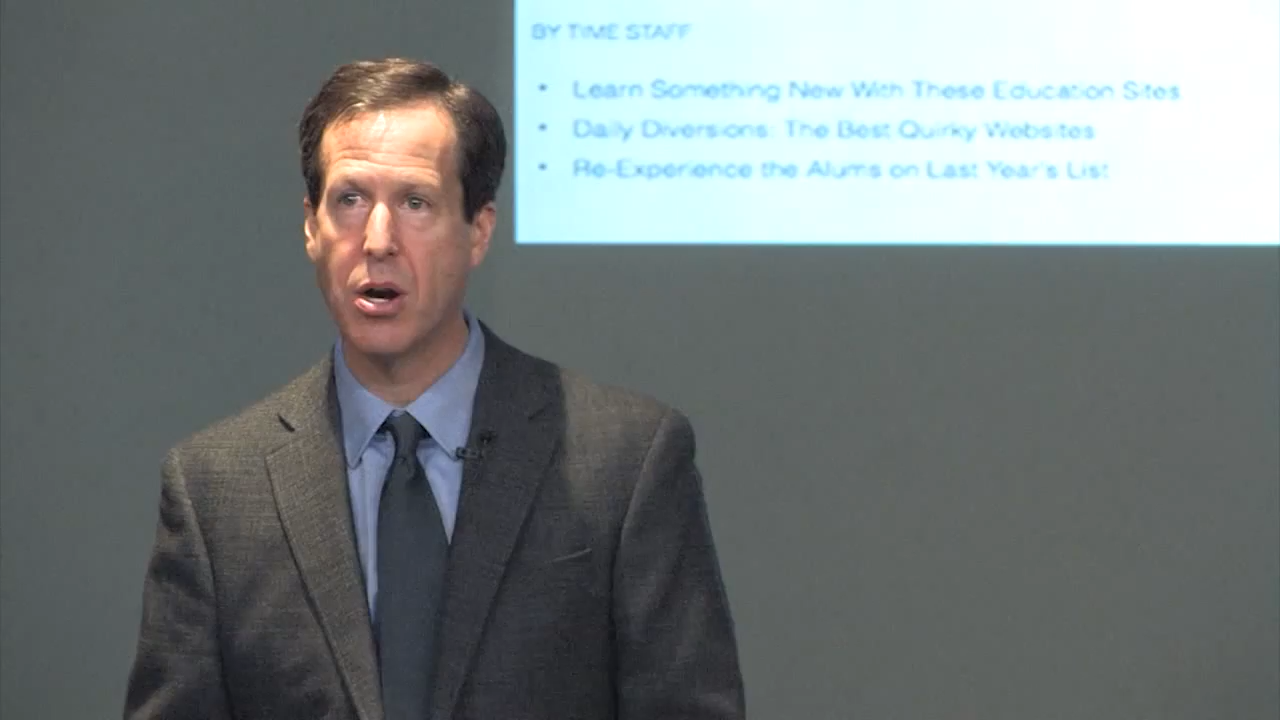 BY TIME STAFF
• Learn Something New With These Education Sites
• Daily Diversions: The Best Quirky Websites
• Re-Experience the Alums on Last Year's List